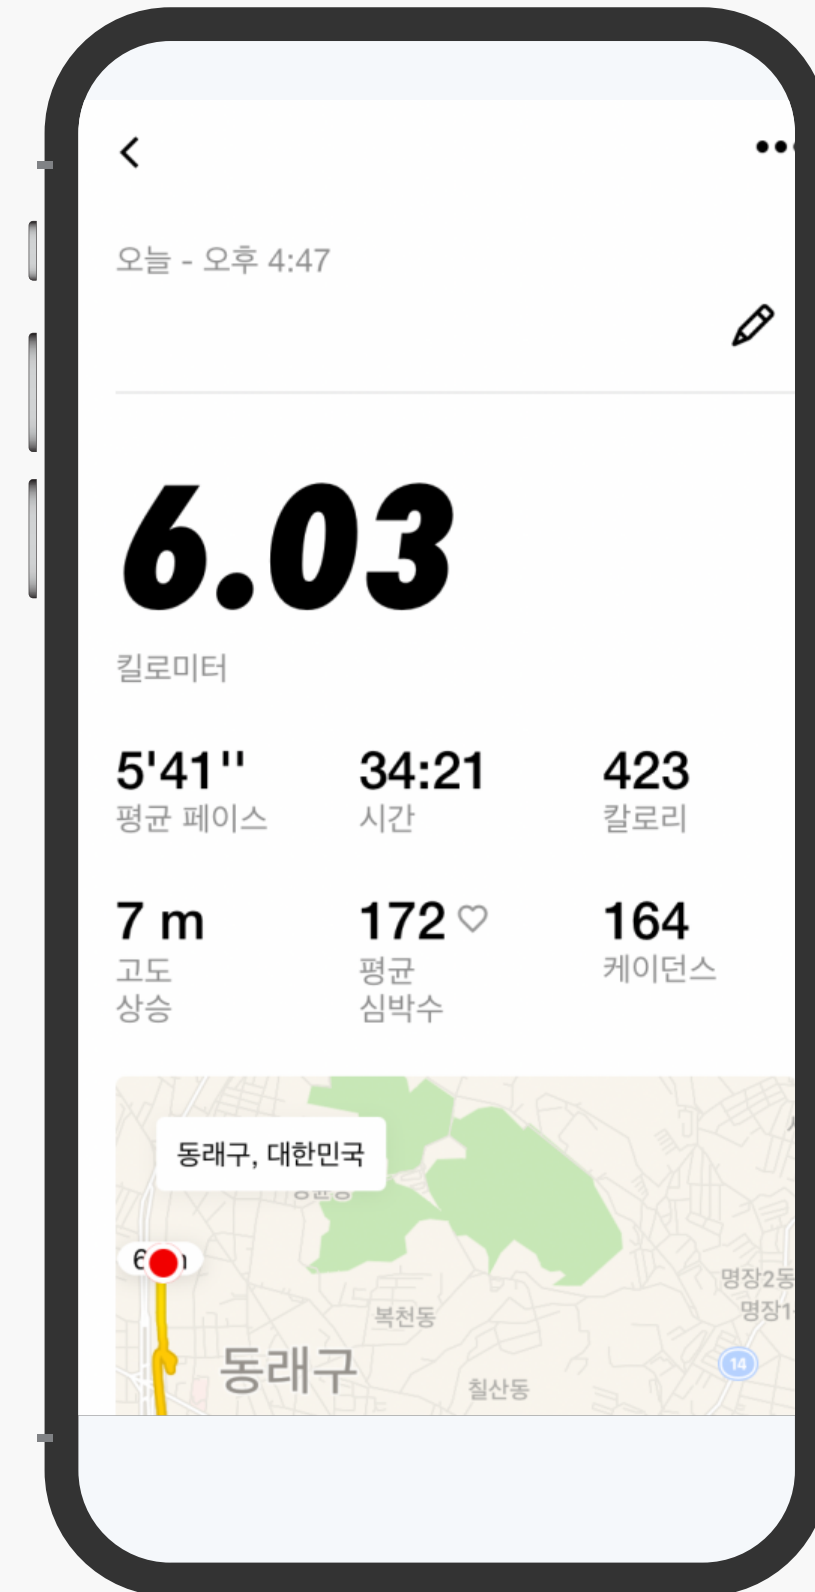 오늘 - 오후 4:47
6.03
킬로미터
5'41'' 34:21 423
평균 페이스 시간 칼로리
7 m 172 164
고도 평균 케이던스
상승 심박수
동래구, 대한민국
명장2동
명장1
복천동
동래구
14
칠산동